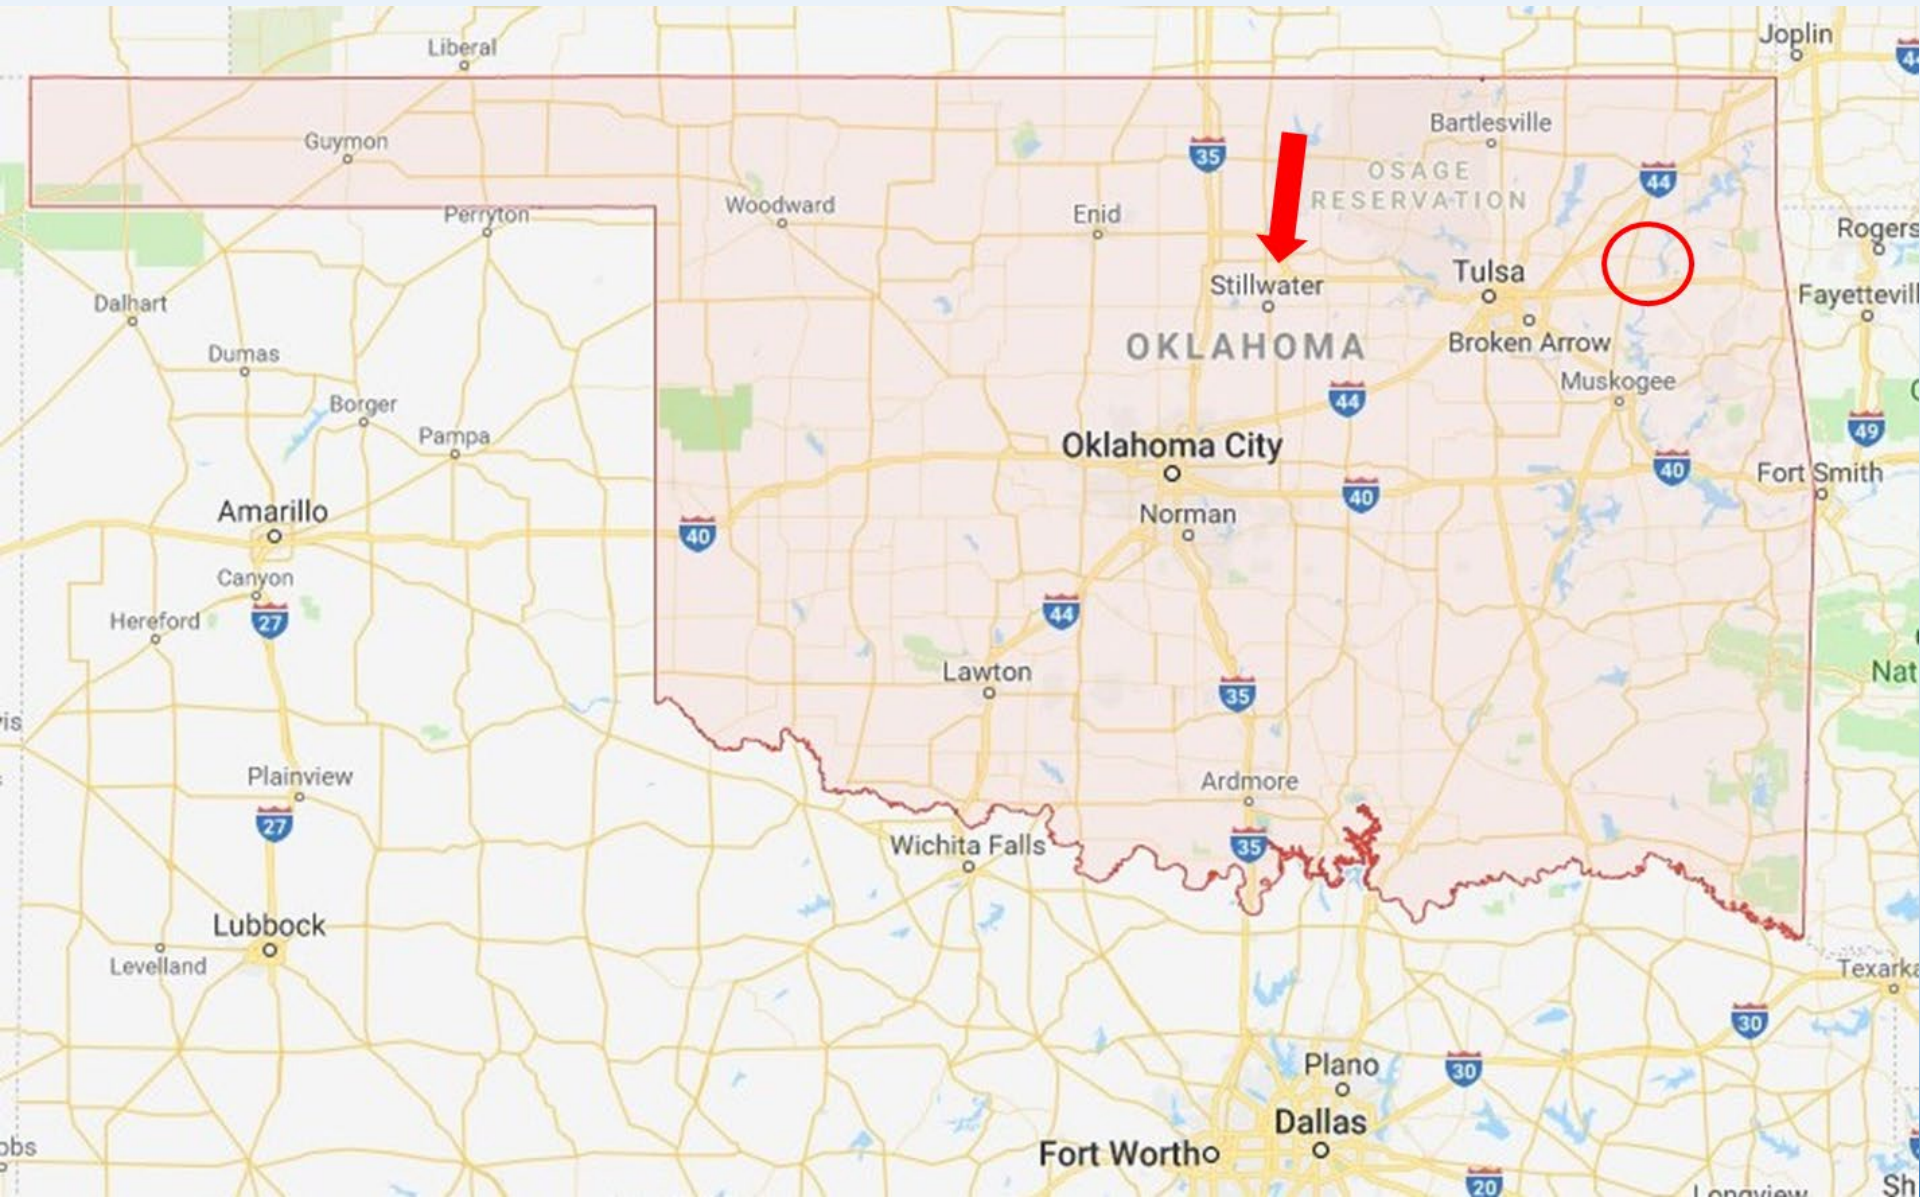 Joplin
Liberal
44
Bartlesville
Guymon
35
OSAGE
RESERVATION
44
Woodward
Enid
Perryton
Rogers
Tulsa
Stillwater
Dalhart
OKLAHOMA
Broken Arrow
Dumas
Muskogee
Borger
44
Pampa
49
Oklahoma City
40
Fort Smith
40
Amarillo
Norman
40
Canyon
Hereford
27
44
Lawton
Nat
35
Plainview
Ardmore
27
Wichita Falls
35
Lubbock
Levelland
30
Plano
30
Dallas
Fort Worth
20